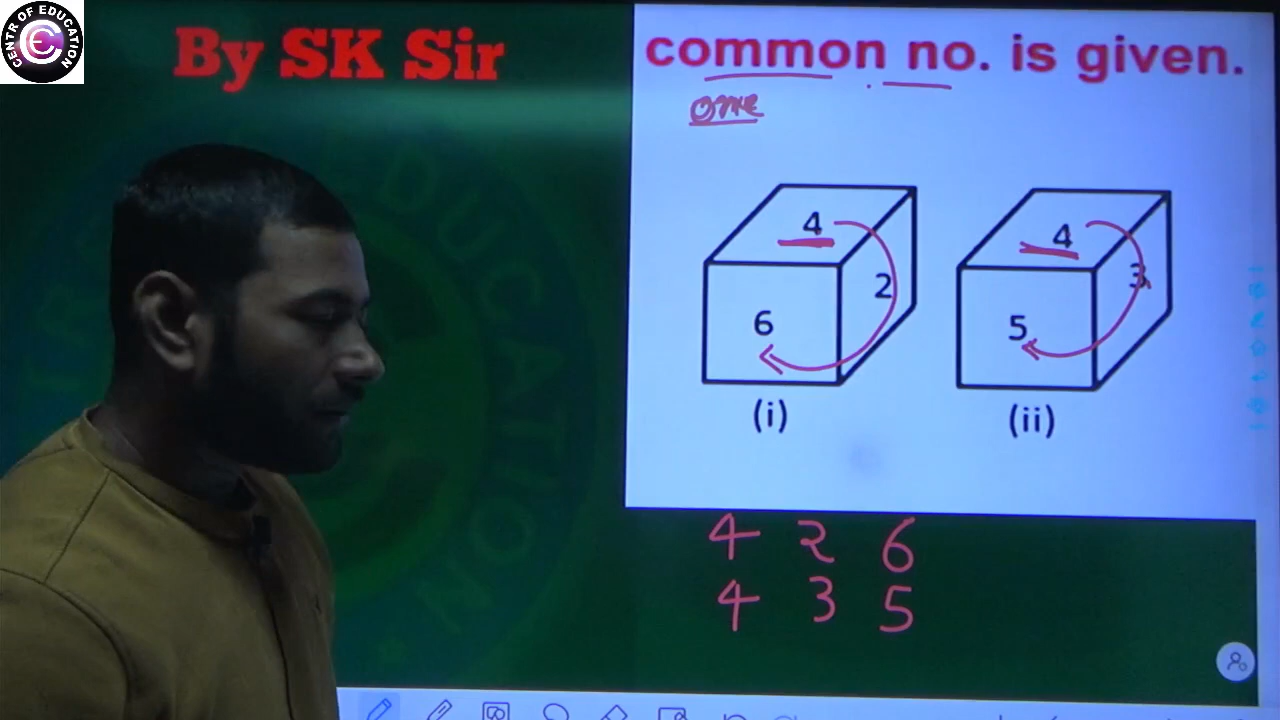 CENTR OF EDUCATION
By SK Sir
common no. is given.
one
4
2
6
(i)
4
3
5
(ii)
4 2 6
4 3 5